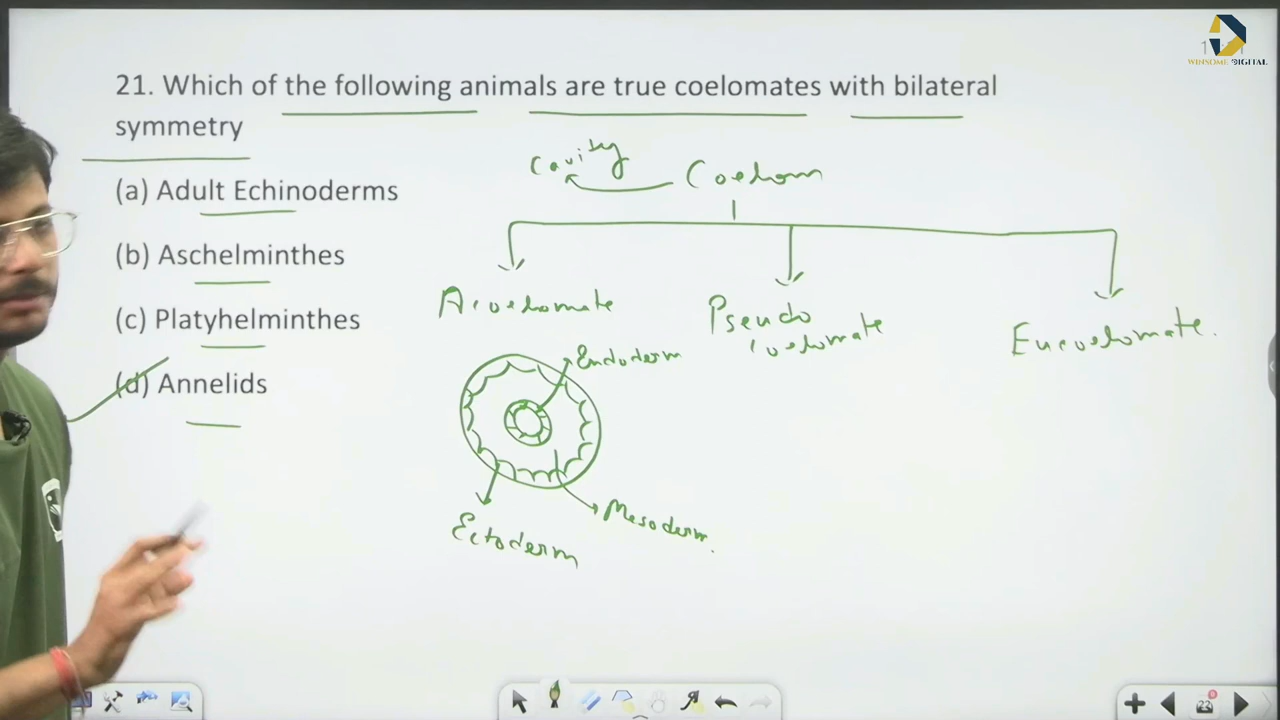 WINSOME DIGITAL
21. Which of the following animals are true coelomates with bilateral
symmetry
Cavity
Coelom
(a) Adult Echinoderms
(b) Aschelminthes
(c) Platyhelminthes
(d) Annelids
Acoelomate
Pseudo
coelomate
Eucoelomate.
Endoderm
Mesoderm.
Ectoderm
22